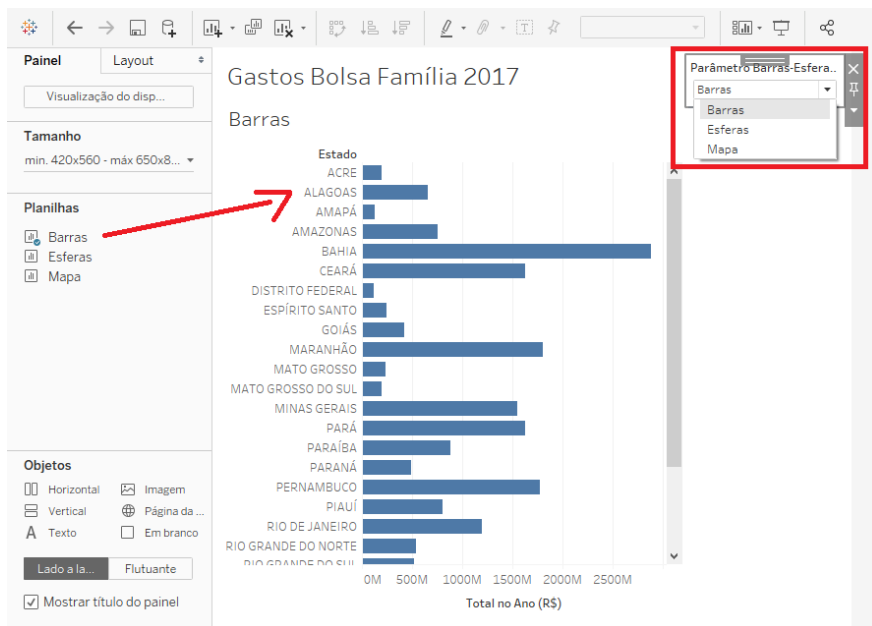 Painel
Layout
Visualização do disp...
Tamanho
min. 420x560 - máx 650x8...
Planilhas
Barras
Esferas
Mapa
Objetos
Horizontal
Imagem
Vertical
Página da ...
A Texto
Em branco
Lado a la...
Flutuante
Mostrar título do painel
Gastos Bolsa Família 2017
Barras
Estado
ACRE
ALAGOAS
AMAPÁ
AMAZONAS
BAHIA
CEARÁ
DISTRITO FEDERAL
ESPÍRITO SANTO
GOIÁS
MARANHÃO
MATO GROSSO
MATO GROSSO DO SUL
MINAS GERAIS
PARÁ
PARAÍBA
PARANÁ
PERNAMBUCO
PIAUÍ
RIO DE JANEIRO
RIO GRANDE DO NORTE
RIO GRANDE DO SUL
0M 500M 1000M 1500M 2000M 2500M
Total no Ano (R$)
Parâmetro Barras-Esfera..
Barras
Barras
Esferas
Mapa